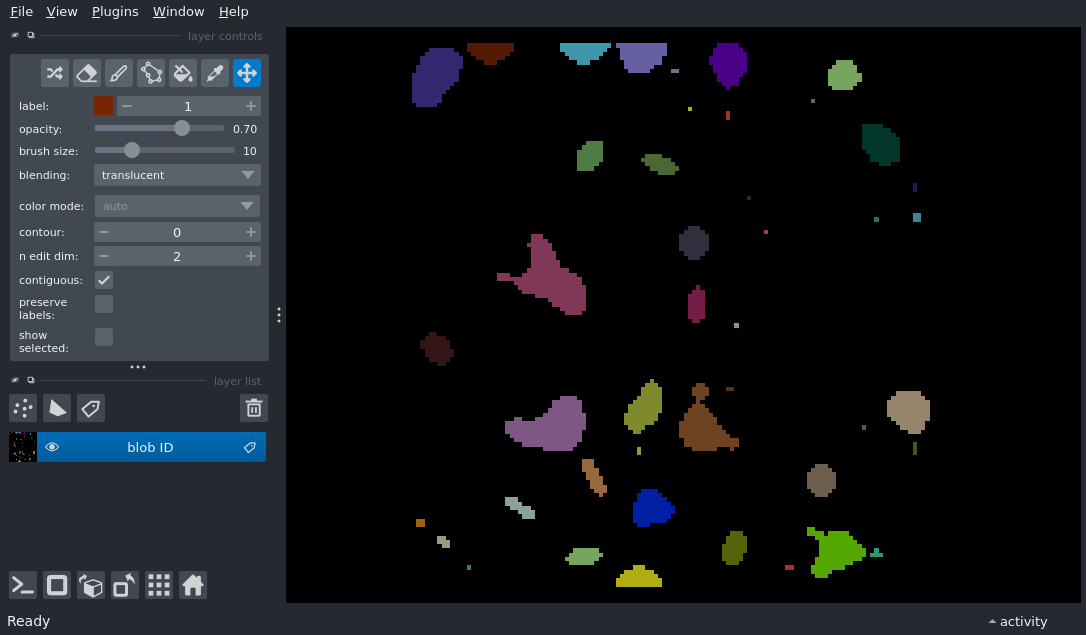 File View Plugins Window Help
layer controls
label: 1
opacity: 0.70
brush size: 10
blending: translucent
color mode: auto
contour: 0
n edit dim: 2
contiguous:
preserve
labels:
show
selected:
layer list
blob ID
Ready
activity